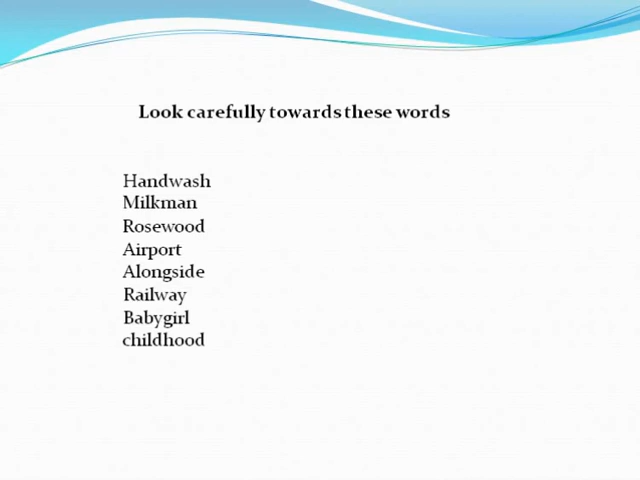 Look carefully towards these words
Handwash
Milkman
Rosewood
Airport
Alongside
Railway
Babygirl
childhood